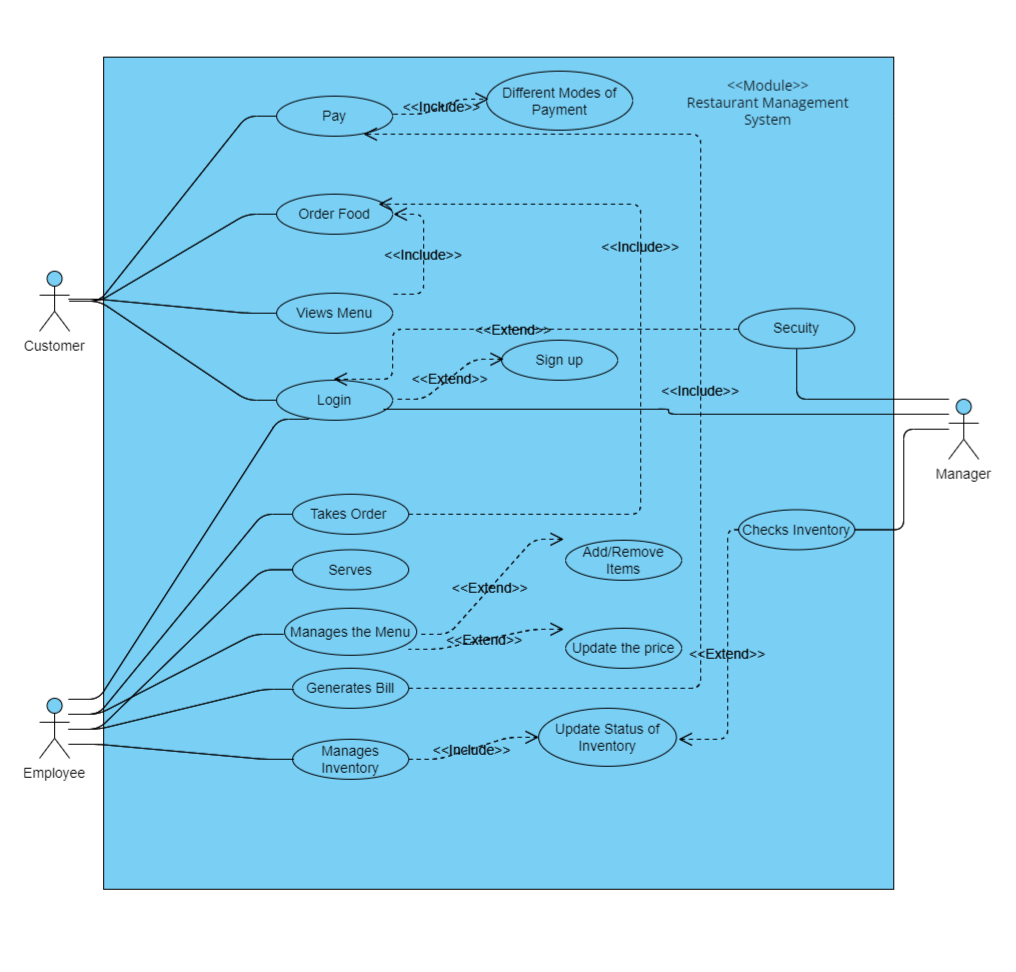 <<Module>>
Restaurant Management
System
Different Modes of
Payment
<<Include>>
Pay
Order Food
<<Include>>
<<Include>>
Views Menu
Customer
Secuity
<<Extend>>
Sign up
<<Extend>>
<<Include>>
Login
Manager
Takes Order
Checks Inventory
Add/Remove
Items
Serves
<<Extend>>
Manages the Menu
<<Extend>>
Update the price
<<Extend>>
Generates Bill
Update Status of
Inventory
<<Include>>
Manages
Inventory
Employee